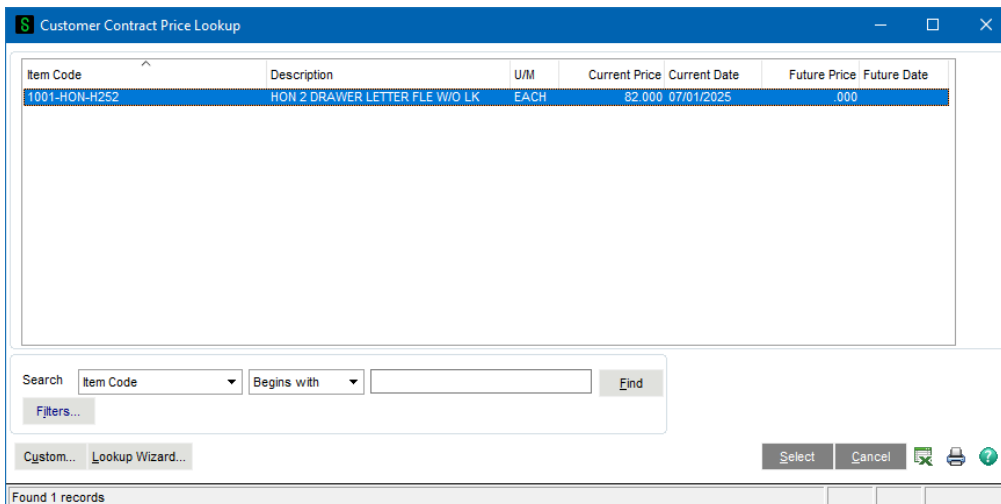 Customer Contract Price Lookup
Item Code Description U/M Current Price Current Date Future Price Future Date
1001-HON-H252 HON 2 DRAWER LETTER FLE W/O LK EACH 82.000 07/01/2025 .000
Search Item Code Begins with Find
Filters...
Custom... Lookup Wizard... Select Cancel
Found 1 records